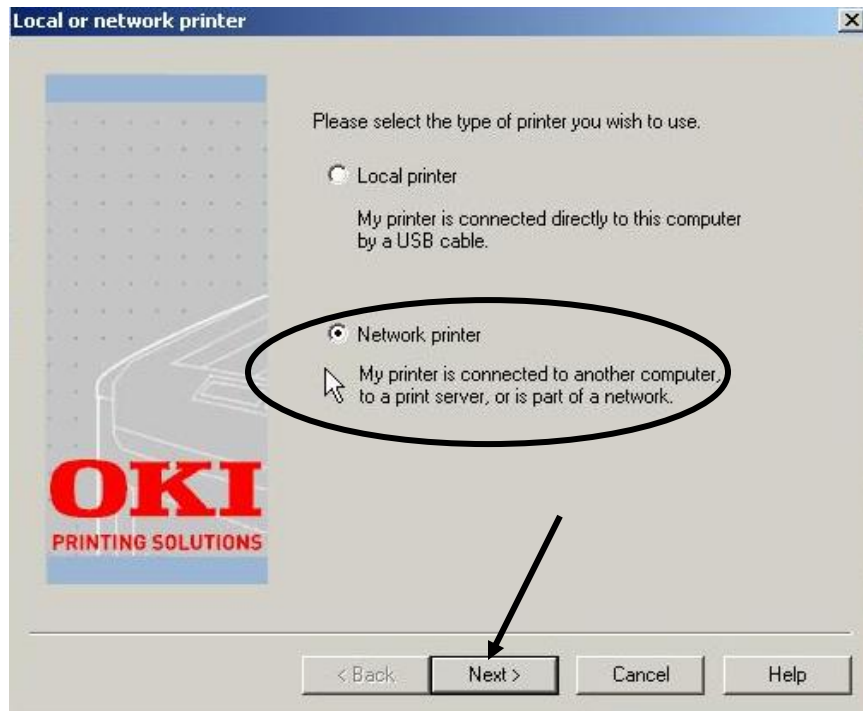 Local or network printer
Please select the type of printer you wish to use.
Local printer
My printer is connected directly to this computer
by a USB cable.
Network printer
My printer is connected to another computer,
to a print server, or is part of a network.
OKI
PRINTING SOLUTIONS
< Back
Next >
Cancel
Help